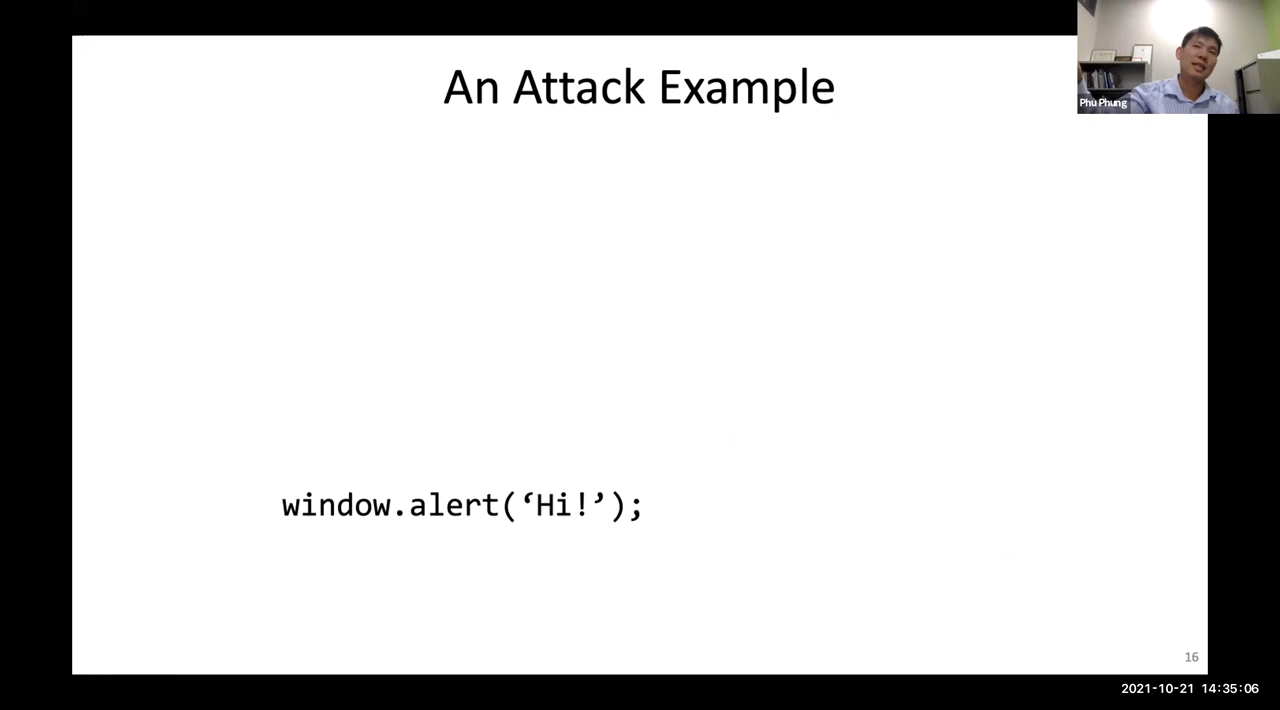 An Attack Example
Phu Phung
window.alert(‘Hi!’);
16
2021-10-21 14:35:06